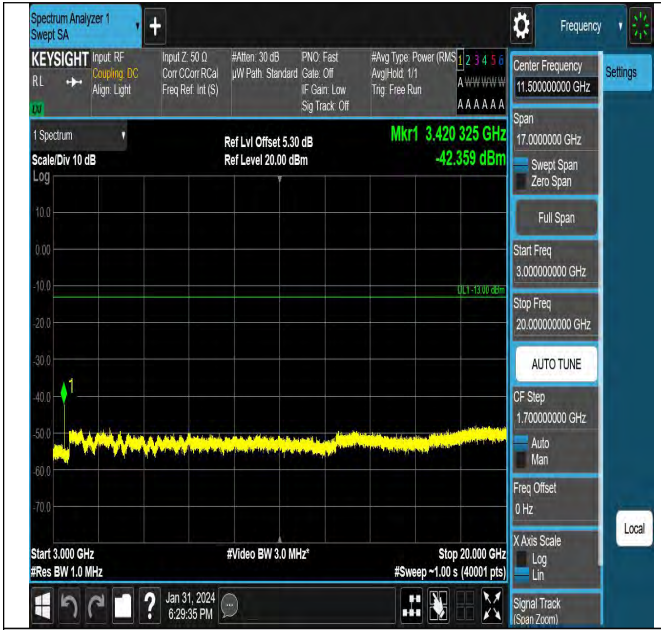 Spectrum Analyzer 1
Swept SA
+
Frequency
KEYSIGHT
RL
Input: RF
Coupling: DC
Align: Light
Input Z: 50 Ω
Corr CCorr RCal
Freq Ref: Int (S)
#Atten: 30 dB
µW Path: Standard
PNO: Fast
Gate: Off
IF Gain: Low
Sig Track: Off
#Avg Type: Power (RMS
Avg|Hold: 1/1
Trig: Free Run
1 2 3 4 5 6
A W W W W W
A A A A A A
1 Spectrum
Scale/Div 10 dB
Log
Ref Lvl Offset 5.30 dB
Ref Level 20.00 dBm
Mkr1 3.420 325 GHz
-42.359 dBm
10.0
0.00
-10.0
DL1 -13.00 dBm
-20.0
-30.0
1
-40.0
-50.0
-60.0
-70.0
Start 3.000 GHz
#Res BW 1.0 MHz
#Video BW 3.0 MHz*
Stop 20.000 GHz
#Sweep ~1.00 s (40001 pts)
Center Frequency
11.500000000 GHz
Settings
Span
17.0000000 GHz
Swept Span
Zero Span
Full Span
Start Freq
3.000000000 GHz
Stop Freq
20.000000000 GHz
AUTO TUNE
CF Step
1.700000000 GHz
Auto
Man
Freq Offset
0 Hz
X Axis Scale
Log
Lin
Local
Signal Track
(Span Zoom)
?
Jan 31, 2024
6:29:35 PM